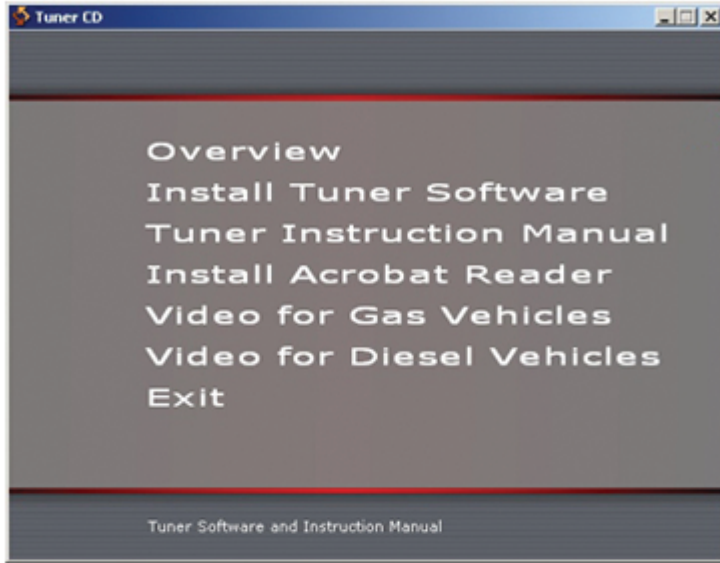 Tuner CD
Overview
Install Tuner Software
Tuner Instruction Manual
Install Acrobat Reader
Video for Gas Vehicles
Video for Diesel Vehicles
Exit
Tuner Software and Instruction Manual